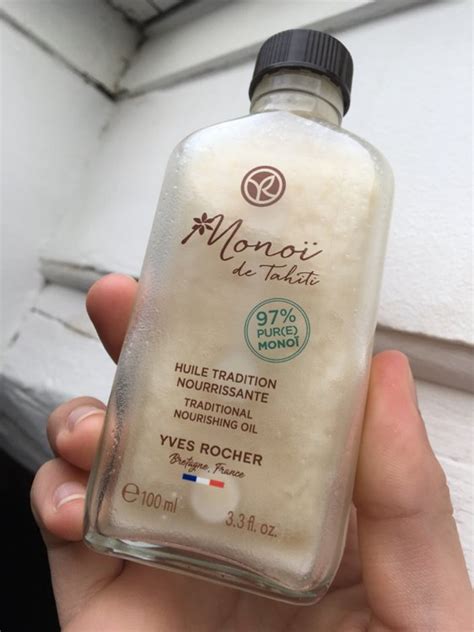 Monoï
de Tahiti
97%
PUR(E)
MONOÏ
HUILE TRADITION
NOURRISSANTE
TRADITIONAL
NOURISHING OIL
YVES ROCHER
Bretagne, France
℮100 ml
3.3 fl. oz.